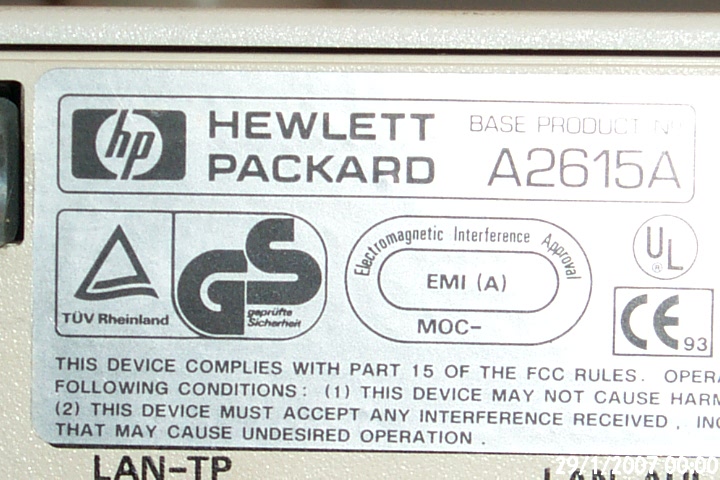 hp
HEWLETT
PACKARD
BASE PRODUCT No
A2615A
TÜV Rheinland
GS
geprüfte
Sicherheit
Electromagnetic Interference Approval
EMI (A)
MOC-
UL
®
CE
93
THIS DEVICE COMPLIES WITH PART 15 OF THE FCC RULES. OPERA
FOLLOWING CONDITIONS: (1) THIS DEVICE MAY NOT CAUSE HARM
(2) THIS DEVICE MUST ACCEPT ANY INTERFERENCE RECEIVED, INC
THAT MAY CAUSE UNDESIRED OPERATION.
LAN-TP
LAN-AUI
29/1/2007 00:00